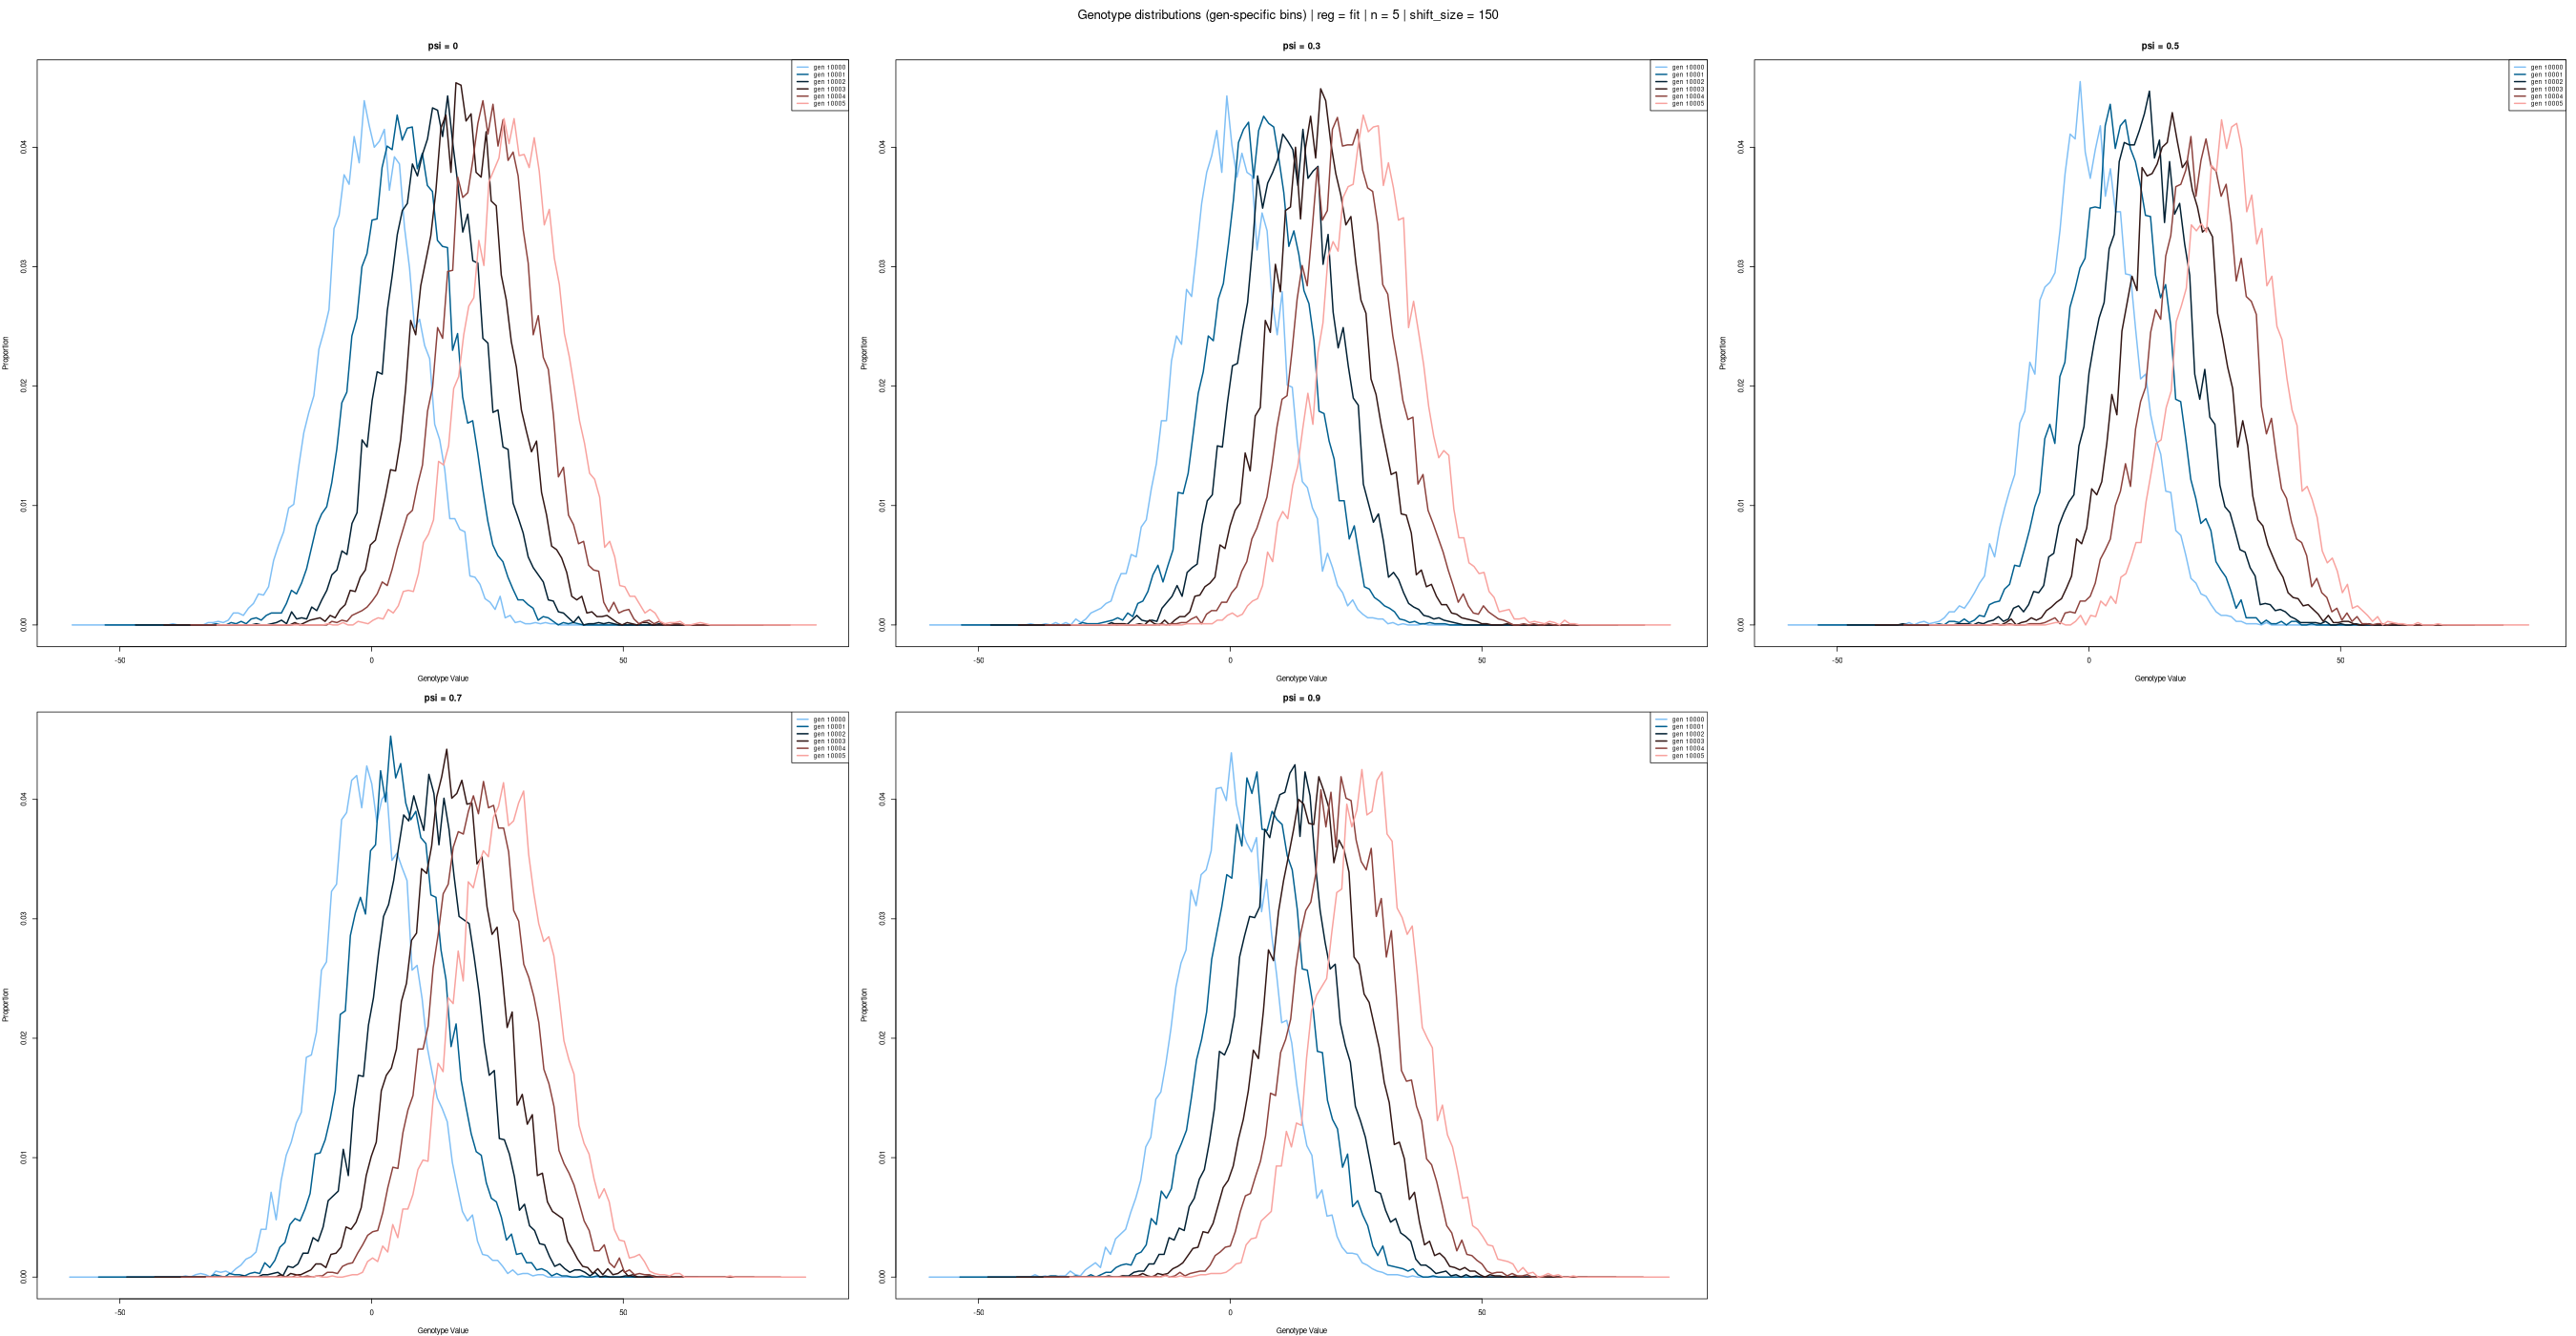 Genotype distributions (gen-specific bins) | reg = fit | n = 5 | shift_size = 150
psi = 0
gen 10000
gen 10001
gen 10002
gen 10003
gen 10004
gen 10005
Proportion
0.04
0.03
0.02
0.01
0.00
-50 0 50
Genotype Value
psi = 0.3
gen 10000
gen 10001
gen 10002
gen 10003
gen 10004
gen 10005
Proportion
0.04
0.03
0.02
0.01
0.00
-50 0 50
Genotype Value
psi = 0.5
gen 10000
gen 10001
gen 10002
gen 10003
gen 10004
gen 10005
Proportion
0.04
0.03
0.02
0.01
0.00
-50 0 50
Genotype Value
psi = 0.7
gen 10000
gen 10001
gen 10002
gen 10003
gen 10004
gen 10005
Proportion
0.04
0.03
0.02
0.01
0.00
-50 0 50
Genotype Value
psi = 0.9
gen 10000
gen 10001
gen 10002
gen 10003
gen 10004
gen 10005
Proportion
0.04
0.03
0.02
0.01
0.00
-50 0 50
Genotype Value